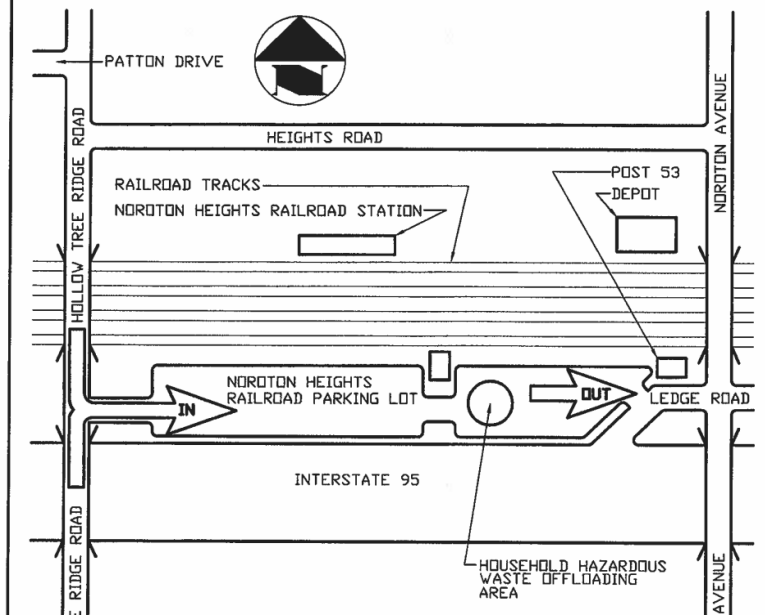 PATTON DRIVE
HEIGHTS ROAD
HOLLOW TREE RIDGE ROAD
NOROTON AVENUE
RAILROAD TRACKS
NOROTON HEIGHTS RAILROAD STATION
POST 53
DEPOT
NOROTON HEIGHTS
RAILROAD PARKING LOT
IN
OUT
LEDGE ROAD
INTERSTATE 95
HOUSEHOLD HAZARDOUS
WASTE OFFLOADING
AREA
E RIDGE ROAD
AVENUE